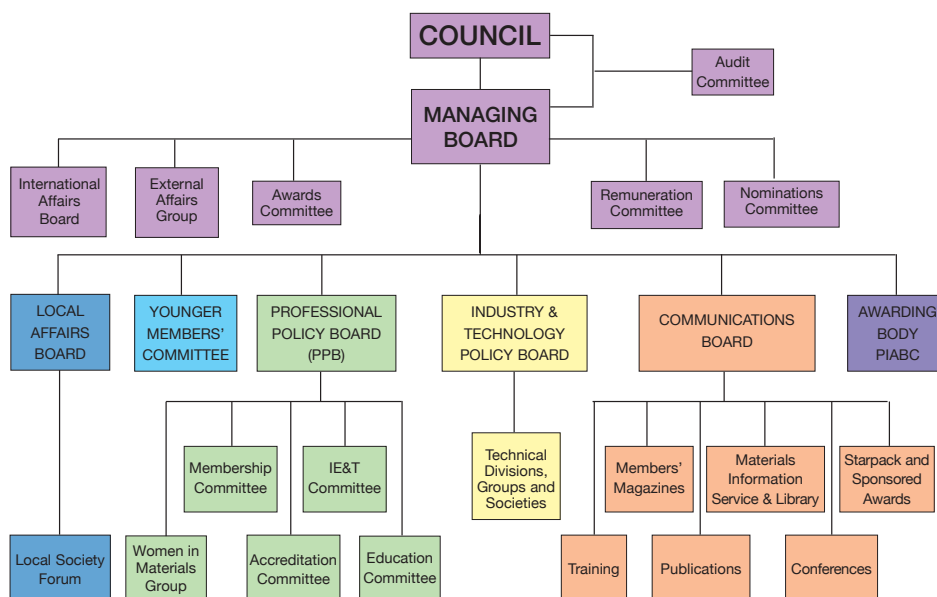 COUNCIL
Audit
Committee
MANAGING
BOARD
International
Affairs
Board
External
Affairs
Group
Awards
Committee
Remuneration
Committee
Nominations
Committee
LOCAL
AFFAIRS
BOARD
YOUNGER
MEMBERS'
COMMITTEE
PROFESSIONAL
POLICY BOARD
(PPB)
INDUSTRY &
TECHNOLOGY
POLICY BOARD
COMMUNICATIONS
BOARD
AWARDING
BODY
PIABC
Membership
Committee
IE&T
Committee
Technical
Divisions,
Groups and
Societies
Members'
Magazines
Materials
Information
Service & Library
Starpack and
Sponsored
Awards
Local Society
Forum
Women in
Materials
Group
Accreditation
Committee
Education
Committee
Training
Publications
Conferences